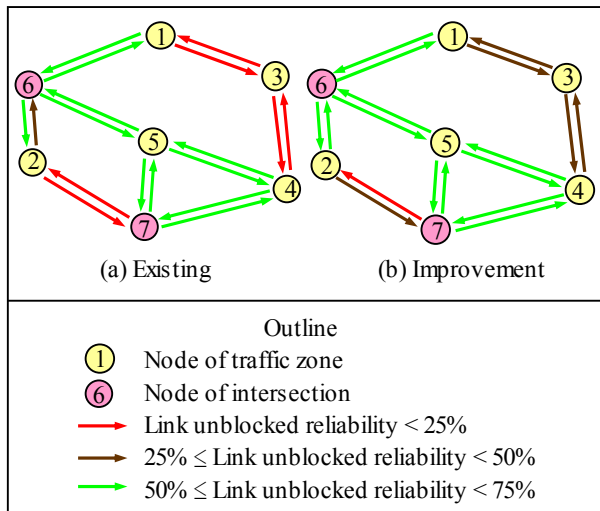 1
3
6
5
2
4
7
(a) Existing
1
3
6
5
2
4
7
(b) Improvement
Outline
1 Node of traffic zone
6 Node of intersection
Link unblocked reliability < 25%
25% ≤ Link unblocked reliability < 50%
50% ≤ Link unblocked reliability < 75%